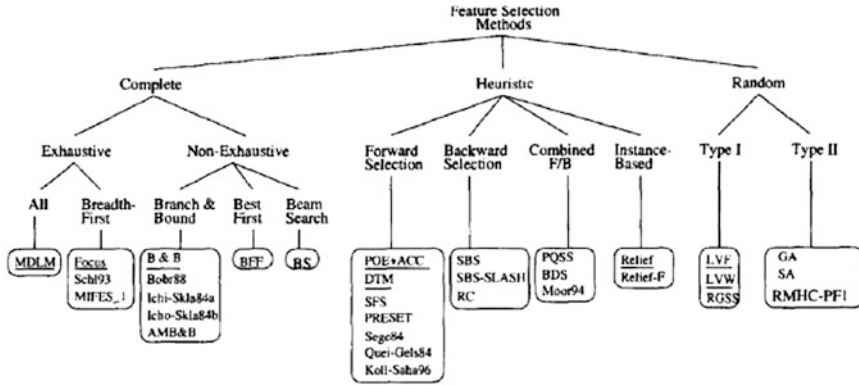 Feature Selection
Methods
Complete
Heuristic
Random
Exhaustive
Non-Exhaustive
Forward
Selection
Backward
Selection
Combined
F/B
Instance-
Based
Type I
Type II
All
Breadth-
First
Branch &
Bound
Best
First
Beam
Search
MDLM
Focus
Schl93
MIFES_1
B & B
Bobr88
Ichi-Skla84a
Icho-Skla84b
AMB&B
BFF
BS
POE+ACC
DTM
SFS
PRESET
Sege84
Quei-Gels84
Koll-Saha96
SBS
SBS-SLASH
RC
PQSS
BDS
Moor94
Relief
Relief-F
LVF
LVW
RGSS
GA
SA
RMHC-PF1